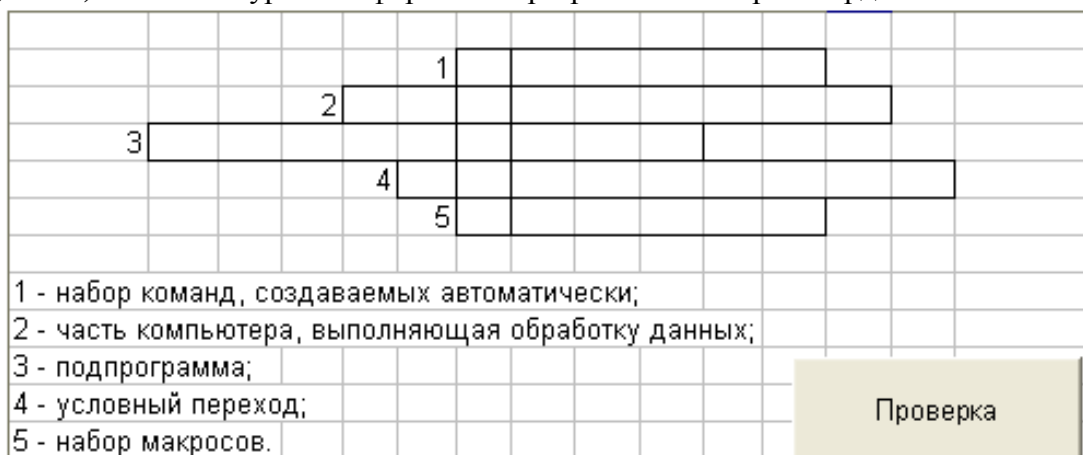 1
2
3
4
5
1 - набор команд, создаваемых автоматически;
2 - часть компьютера, выполняющая обработку данных;
3 - подпрограмма;
4 - условный переход;
5 - набор макросов.
Проверка